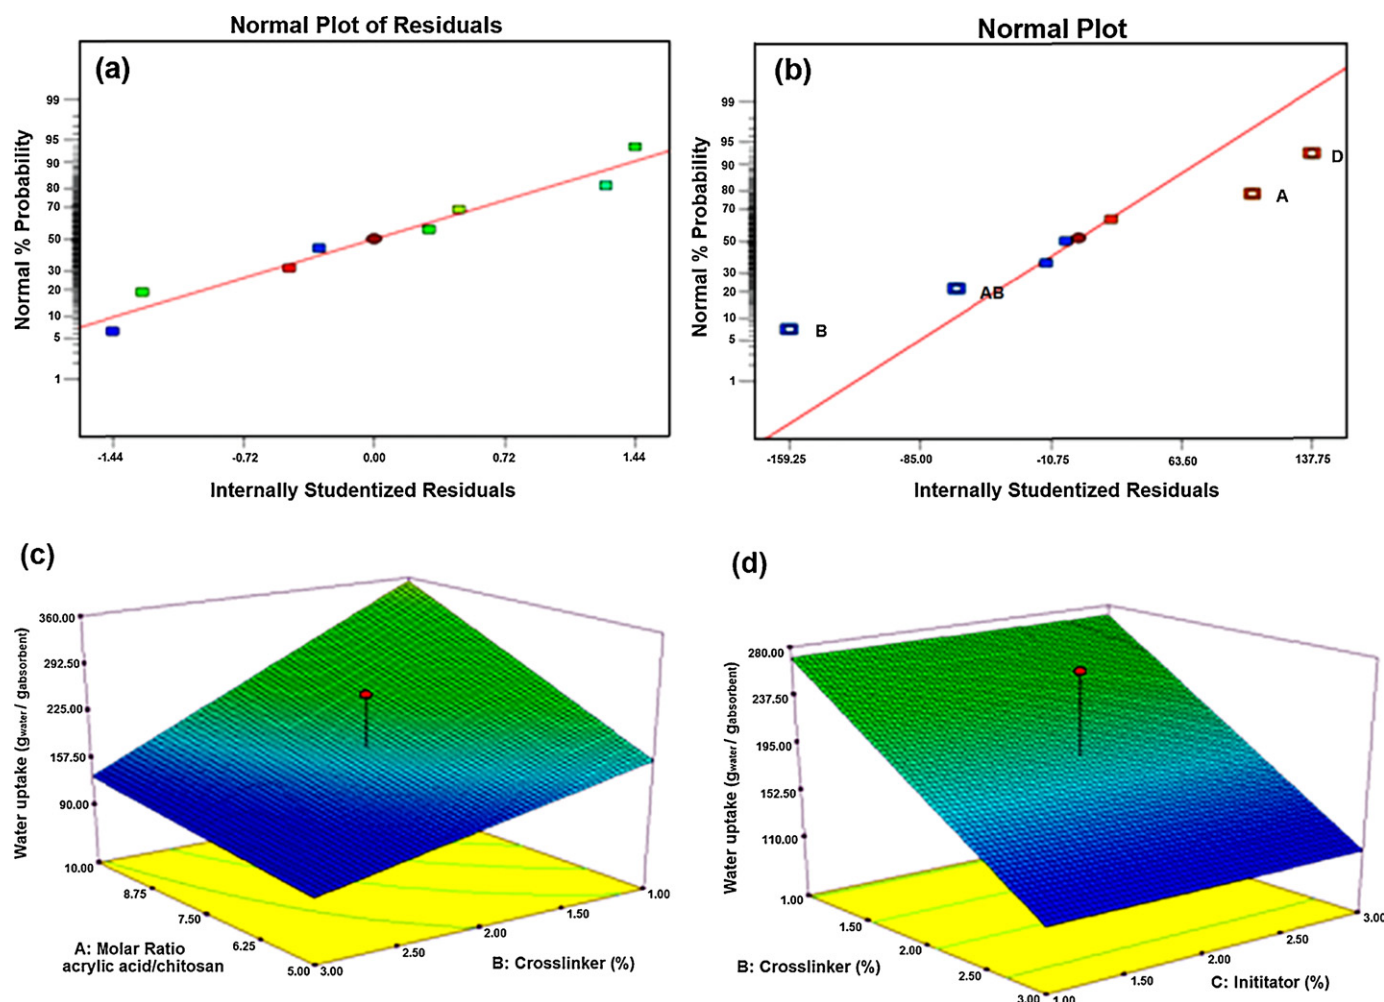 Normal Plot of Residuals
(a)
Normal % Probability
99
95
90
80
70
50
30
20
10
5
1
-1.44
-0.72
0.00
0.72
1.44
Internally Studentized Residuals
Normal Plot
(b)
Normal % Probability
99
95
90
80
70
50
30
20
10
5
1
D
A
AB
B
-159.25
-85.00
-10.75
63.60
137.75
Internally Studentized Residuals
(c)
Water uptake (gwater / gabsorbent)
360.00
292.50
225.00
157.50
90.00
10.00
8.75
7.50
6.25
5.00
A: Molar Ratio
acrylic acid/chitosan
3.00
2.50
2.00
1.50
1.00
B: Crosslinker (%)
(d)
Water uptake (gwater / gabsorbent)
280.00
237.50
195.00
152.50
110.00
1.00
1.50
2.00
2.50
3.00
B: Crosslinker (%)
1.00
1.50
2.00
2.50
3.00
C: Inititator (%)